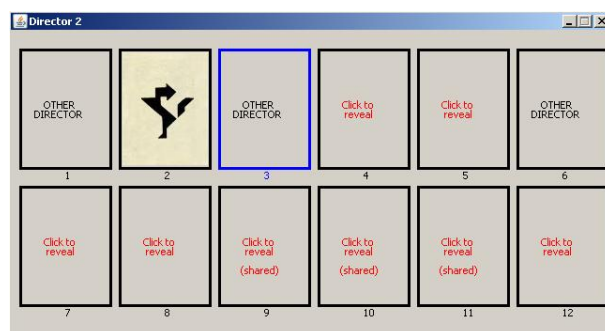 Director 2
OTHER
DIRECTOR
1
2
OTHER
DIRECTOR
3
Click to
reveal
4
Click to
reveal
5
OTHER
DIRECTOR
6
Click to
reveal
7
Click to
reveal
8
Click to
reveal
(shared)
9
Click to
reveal
(shared)
10
Click to
reveal
(shared)
11
Click to
reveal
12